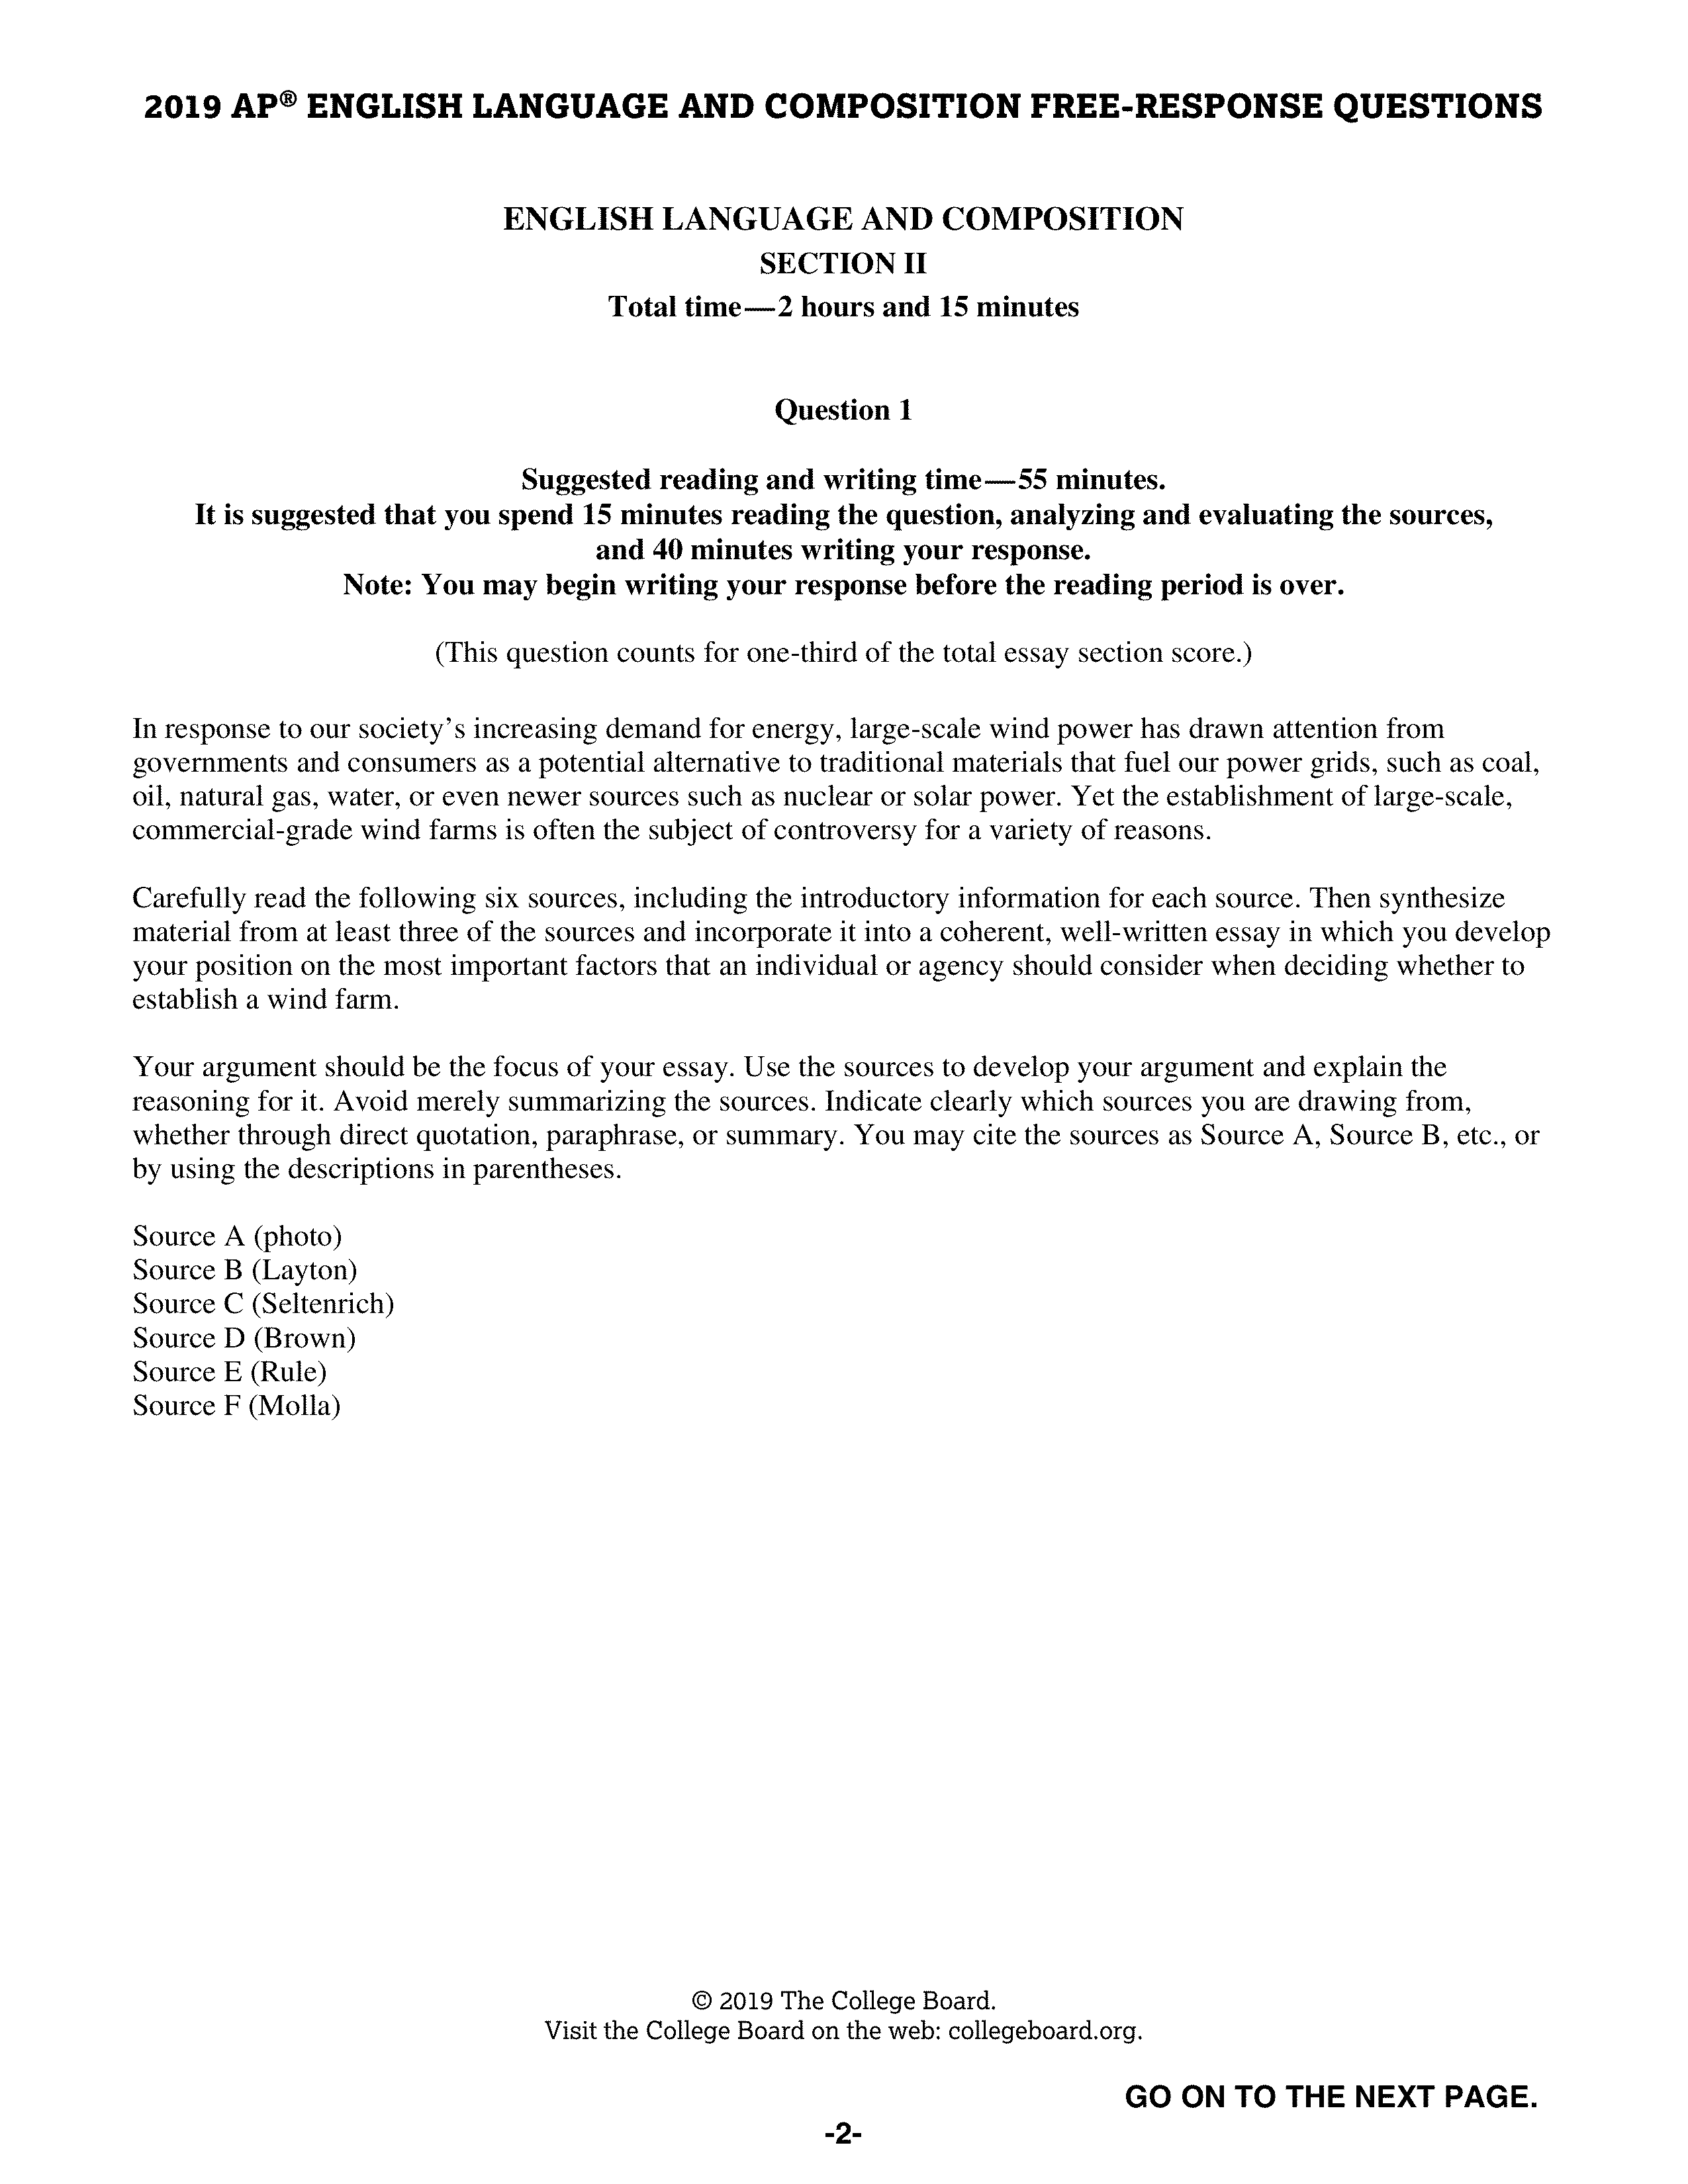 2019 AP® ENGLISH LANGUAGE AND COMPOSITION FREE-RESPONSE QUESTIONS
ENGLISH LANGUAGE AND COMPOSITION
SECTION II
Total time—2 hours and 15 minutes
Question 1
Suggested reading and writing time—55 minutes.
It is suggested that you spend 15 minutes reading the question, analyzing and evaluating the sources,
and 40 minutes writing your response.
Note: You may begin writing your response before the reading period is over.
(This question counts for one-third of the total essay section score.)
In response to our society’s increasing demand for energy, large-scale wind power has drawn attention from
governments and consumers as a potential alternative to traditional materials that fuel our power grids, such as coal,
oil, natural gas, water, or even newer sources such as nuclear or solar power. Yet the establishment of large-scale,
commercial-grade wind farms is often the subject of controversy for a variety of reasons.
Carefully read the following six sources, including the introductory information for each source. Then synthesize
material from at least three of the sources and incorporate it into a coherent, well-written essay in which you develop
your position on the most important factors that an individual or agency should consider when deciding whether to
establish a wind farm.
Your argument should be the focus of your essay. Use the sources to develop your argument and explain the
reasoning for it. Avoid merely summarizing the sources. Indicate clearly which sources you are drawing from,
whether through direct quotation, paraphrase, or summary. You may cite the sources as Source A, Source B, etc., or
by using the descriptions in parentheses.
Source A (photo)
Source B (Layton)
Source C (Seltenrich)
Source D (Brown)
Source E (Rule)
Source F (Molla)
© 2019 The College Board.
Visit the College Board on the web: collegeboard.org.
GO ON TO THE NEXT PAGE.
-2-